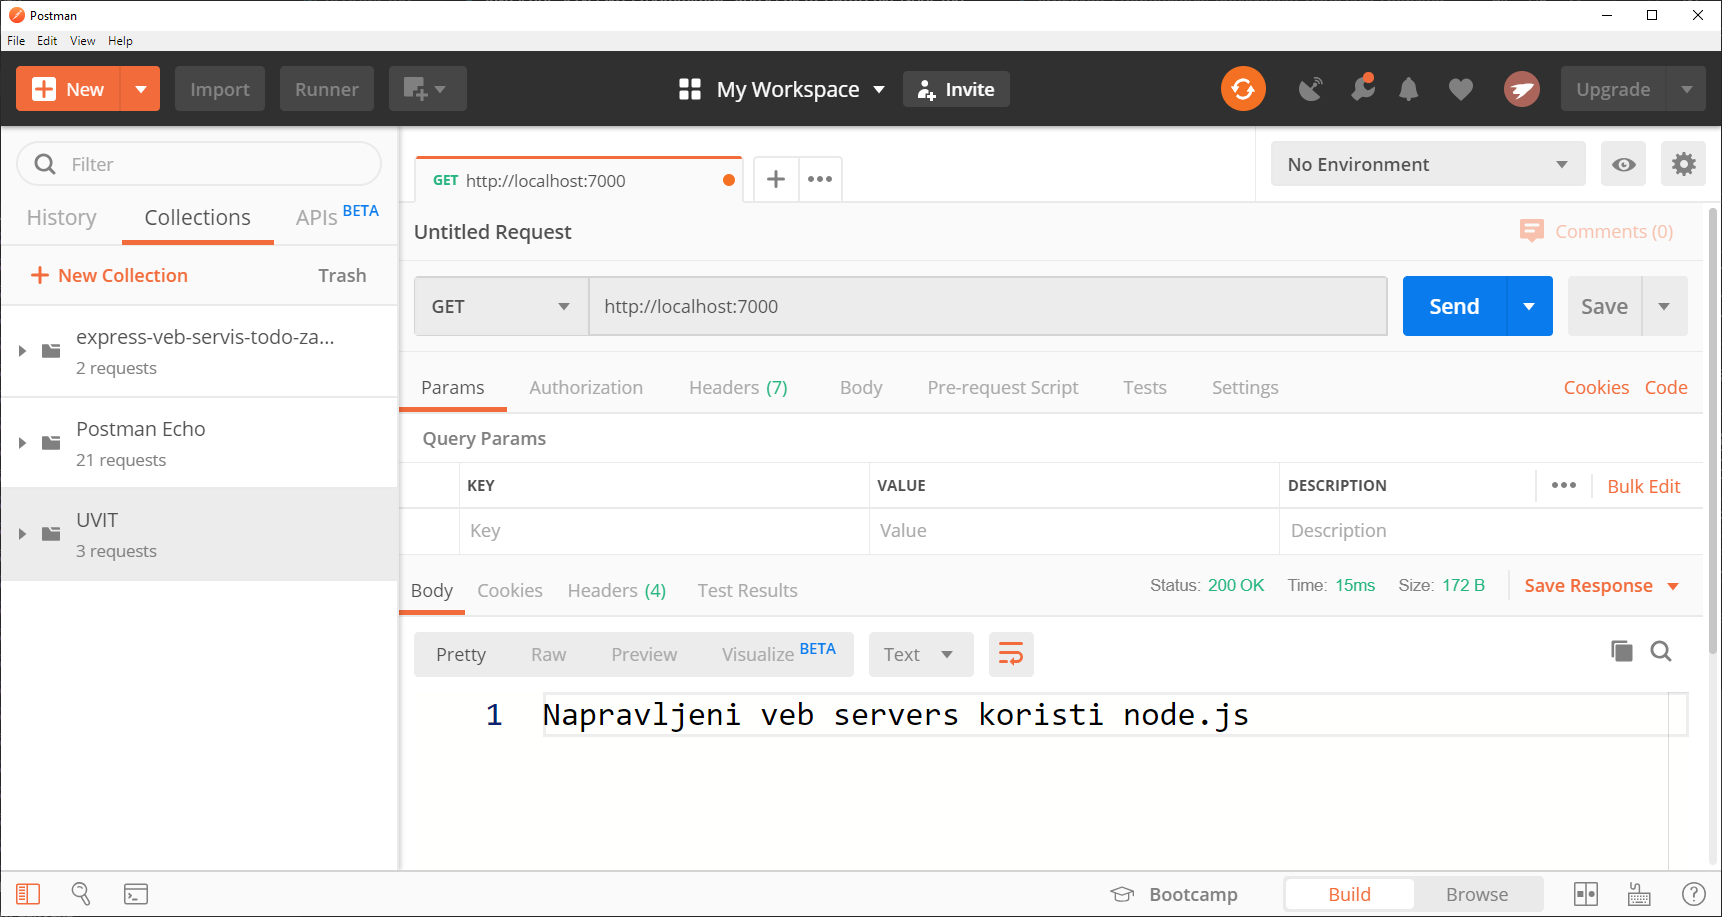 Postman
File Edit View Help
New Import Runner My Workspace Invite Upgrade
Filter
History Collections APIs BETA
New Collection Trash
express-veb-servis-todo-za...
2 requests
Postman Echo
21 requests
UVIT
3 requests
GET http://localhost:7000
No Environment
Untitled Request Comments (0)
GET http://localhost:7000 Send Save
Params Authorization Headers (7) Body Pre-request Script Tests Settings Cookies Code
Query Params
KEY VALUE DESCRIPTION Bulk Edit
Key Value Description
Body Cookies Headers (4) Test Results Status: 200 OK Time: 15ms Size: 172 B Save Response
Pretty Raw Preview Visualize BETA Text
1 Napravljeni veb servers koristi node.js
Bootcamp Build Browse